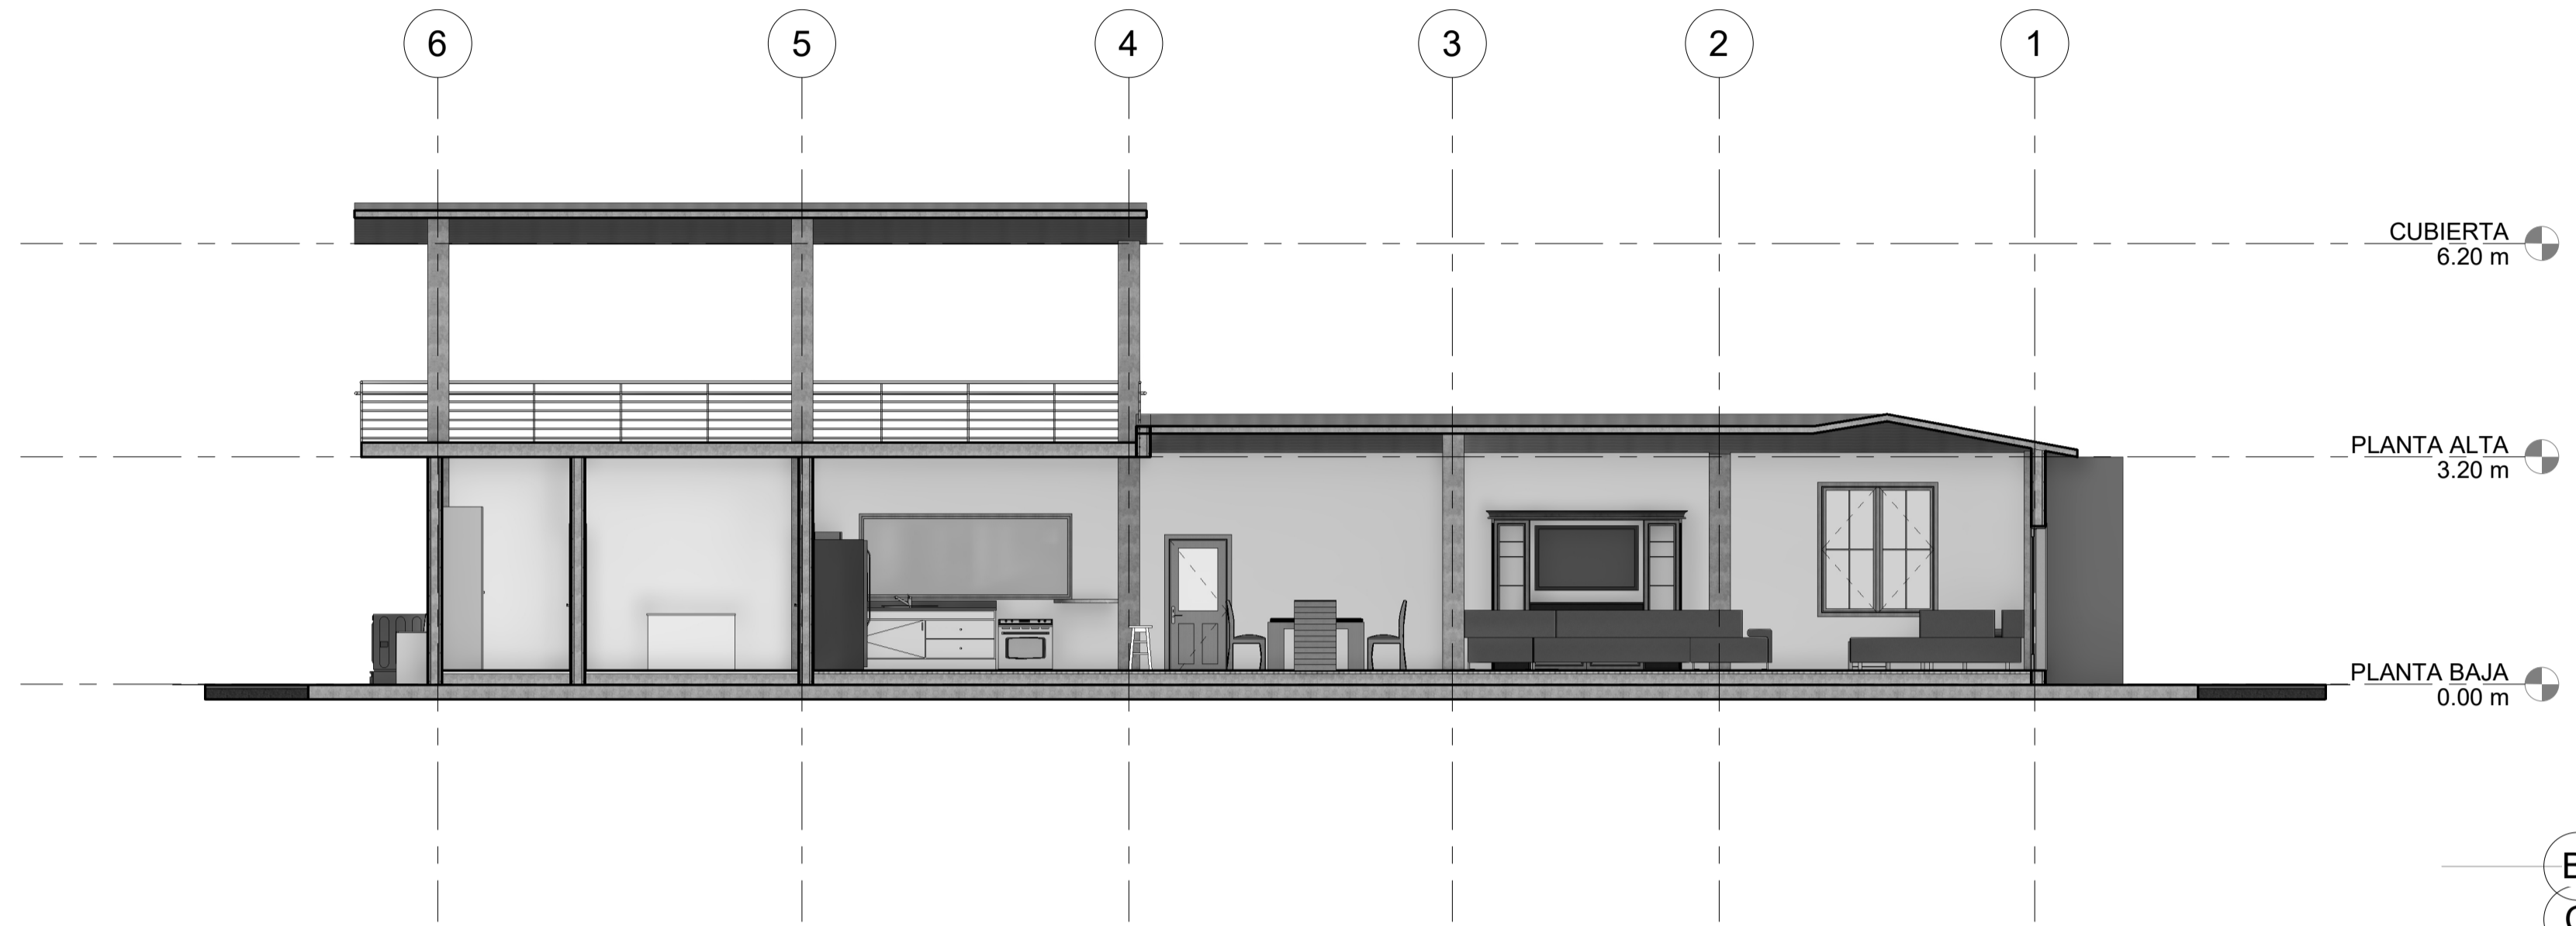 6 5 4 3 2 1
CUBIERTA
6.20 m
PLANTA ALTA
3.20 m
PLANTA BAJA
0.00 m